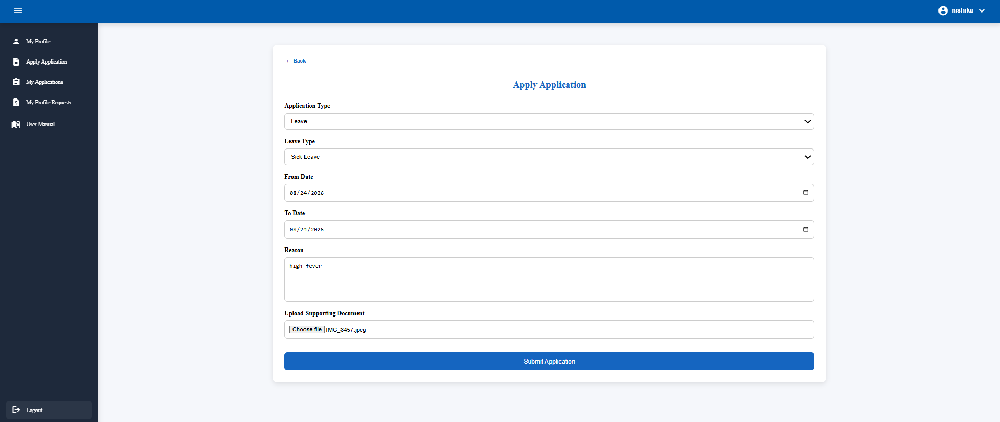 nishika
My Profile
Apply Application
My Applications
My Profile Requests
User Manual
Logout
← Back
Apply Application
Application Type
Leave
Leave Type
Sick Leave
From Date
08/24/2026
To Date
08/24/2026
Reason
high fever
Upload Supporting Document
Choose file IMG_8457.jpeg
Submit Application